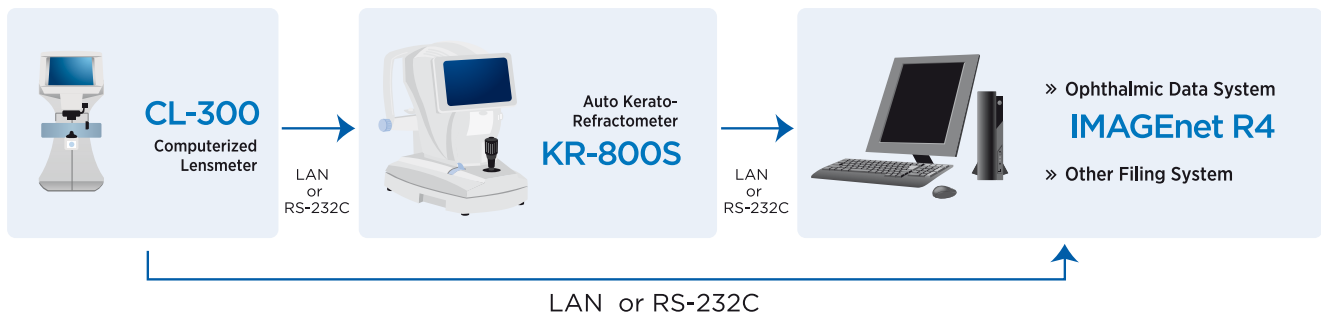 CL-300
Computerized
Lensmeter
LAN
or
RS-232C
Auto Kerato-
Refractometer
KR-800S
LAN
or
RS-232C
» Ophthalmic Data System
IMAGEnet R4
» Other Filing System
LAN or RS-232C